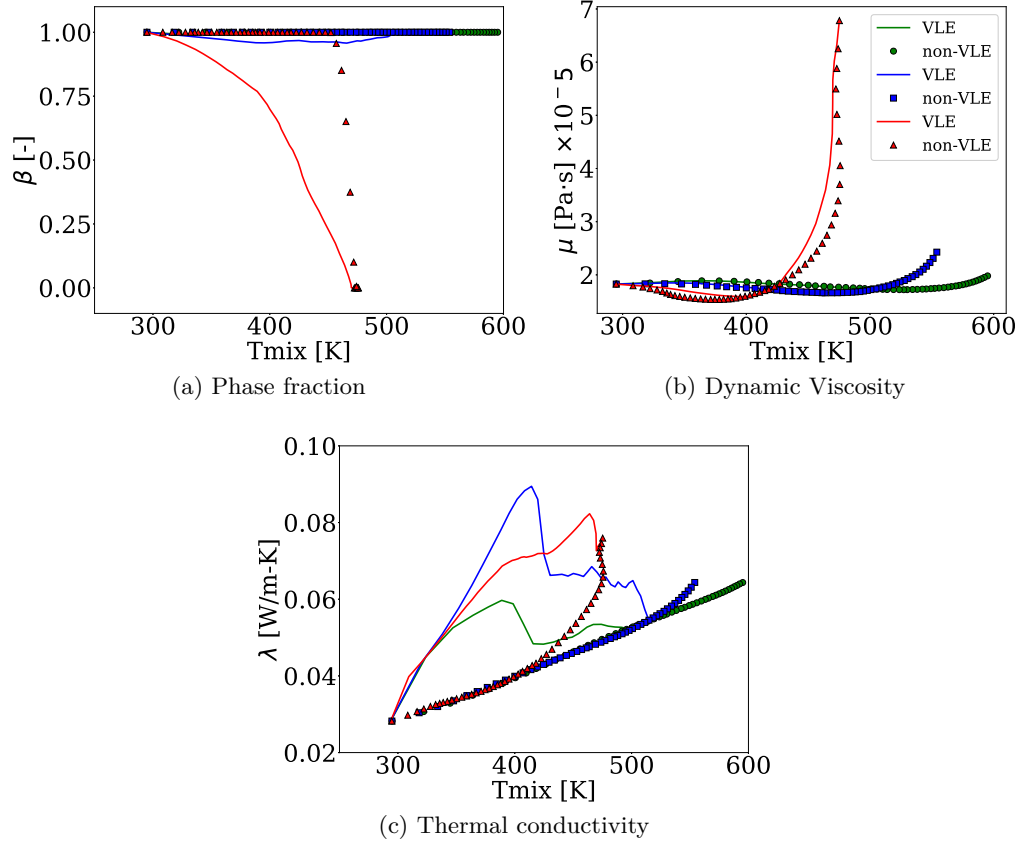 1.00
0.75
0.50
0.25
0.00
β [-]
300
400
500
600
Tmix [K]
(a) Phase fraction
7
6
5
4
3
2
μ [Pa·s] ×10−5
300
400
500
600
Tmix [K]
VLE
non-VLE
VLE
non-VLE
VLE
non-VLE
(b) Dynamic Viscosity
0.10
0.08
0.06
0.04
0.02
λ [W/m-K]
300
400
500
600
Tmix [K]
(c) Thermal conductivity